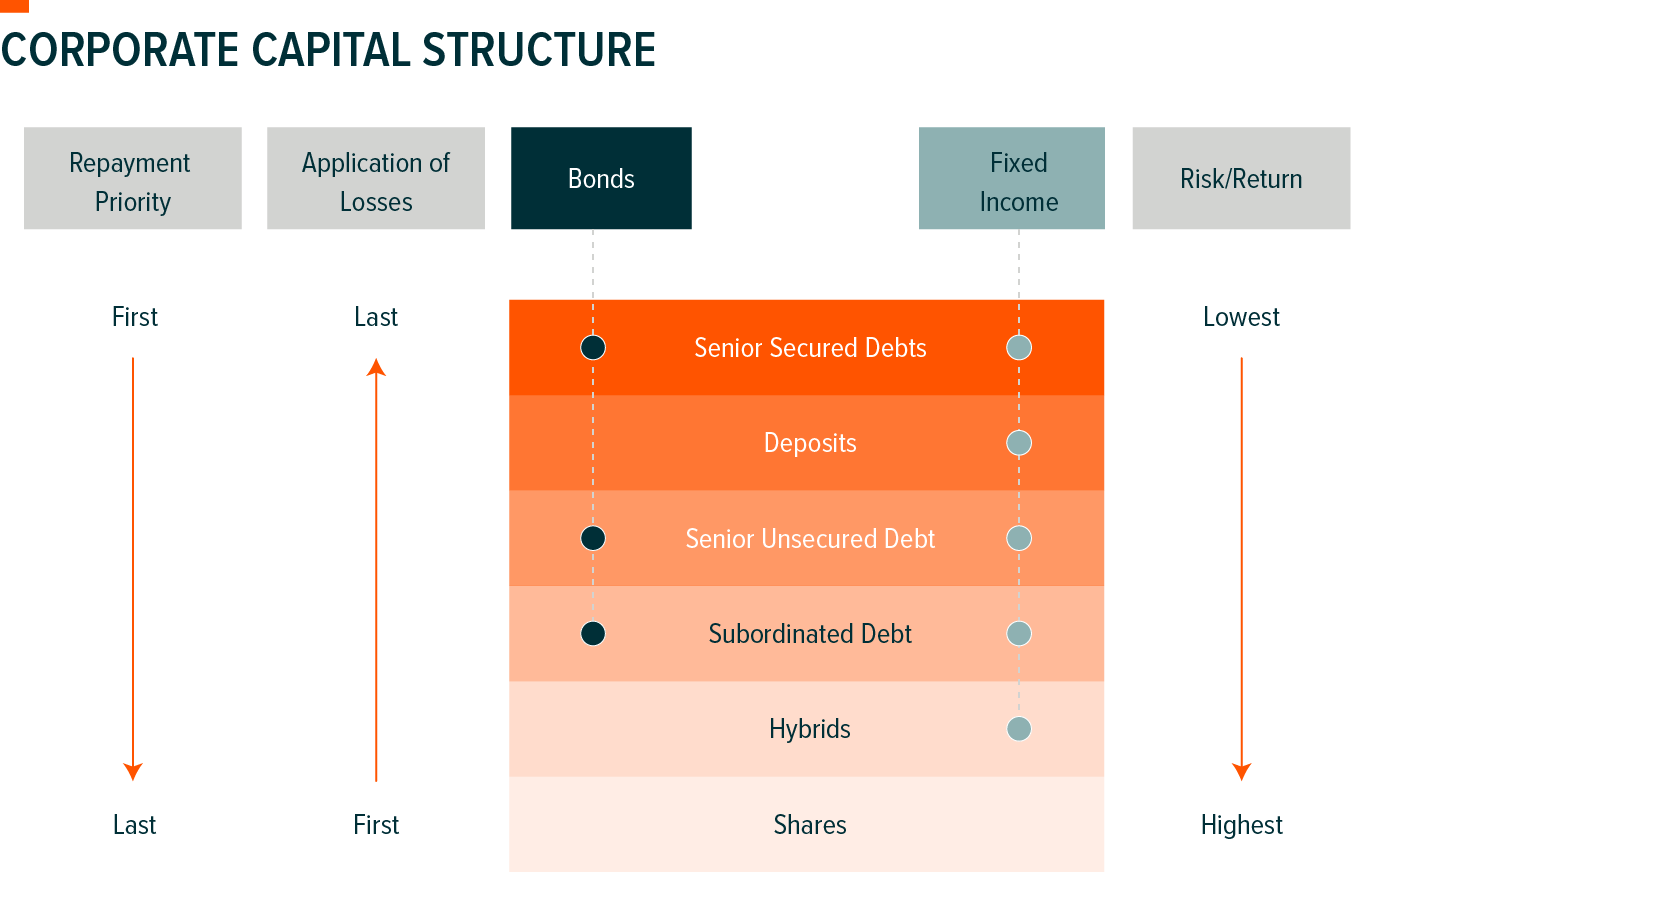 CORPORATE CAPITAL STRUCTURE
Repayment
Priority
Application of
Losses
Bonds
Fixed
Income
Risk/Return
First
Last
Lowest
Senior Secured Debts
Deposits
Senior Unsecured Debt
Subordinated Debt
Hybrids
Last
First
Shares
Highest